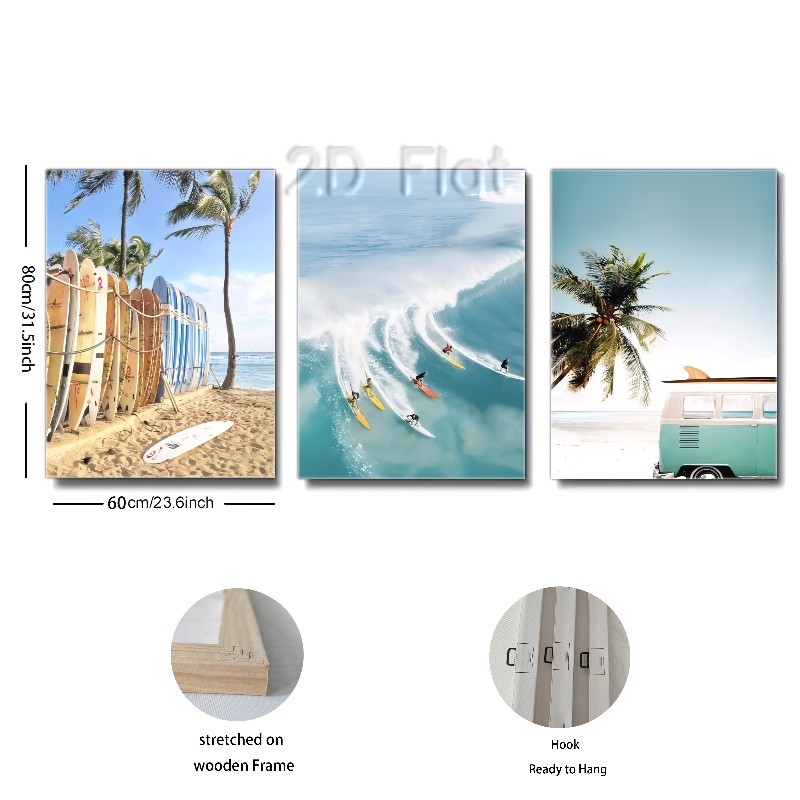 2D Flat
80cm/31.5inch
60cm/23.6inch
stretched on
wooden Frame
Hook
Ready to Hang